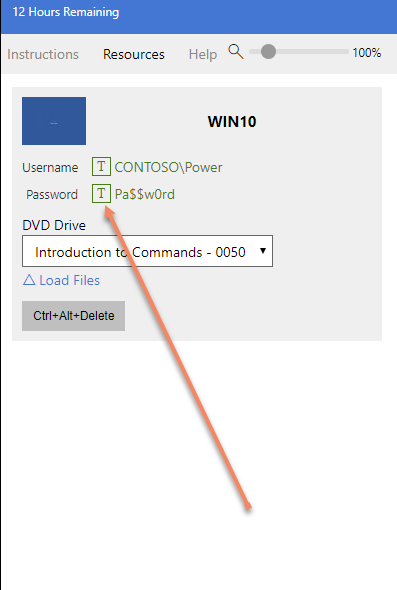 12 Hours Remaining
Instructions Resources Help 100%
WIN10
Username T CONTOSO\Power
Password T Pa$$w0rd
DVD Drive
Introduction to Commands - 0050
Load Files
Ctrl+Alt+Delete